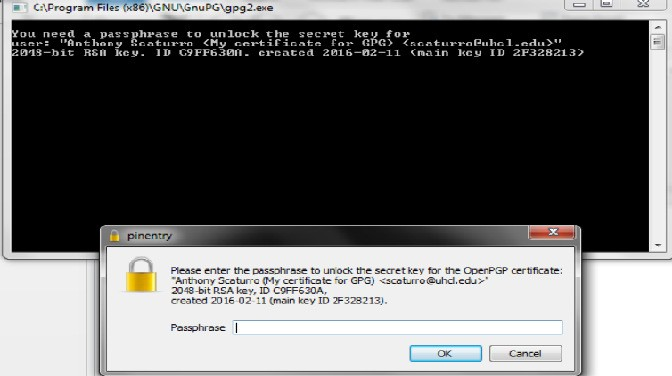 C:\Program Files (x86)\GNU\GnuPG\gpg2.exe
You need a passphrase to unlock the secret key for
user: "Anthony Scaturro (My certificate for GPG) <scaturro@uhcl.edu>"
2048-bit RSA key, ID C9FF630A, created 2016-02-11 (main key ID 2F328213)
pinentry
Please enter the passphrase to unlock the secret key for the OpenPGP certificate:
"Anthony Scaturro (My certificate for GPG) <scaturro@uhcl.edu>"
2048-bit RSA key, ID C9FF630A,
created 2016-02-11 (main key ID 2F328213).
Passphrase
OK
Cancel